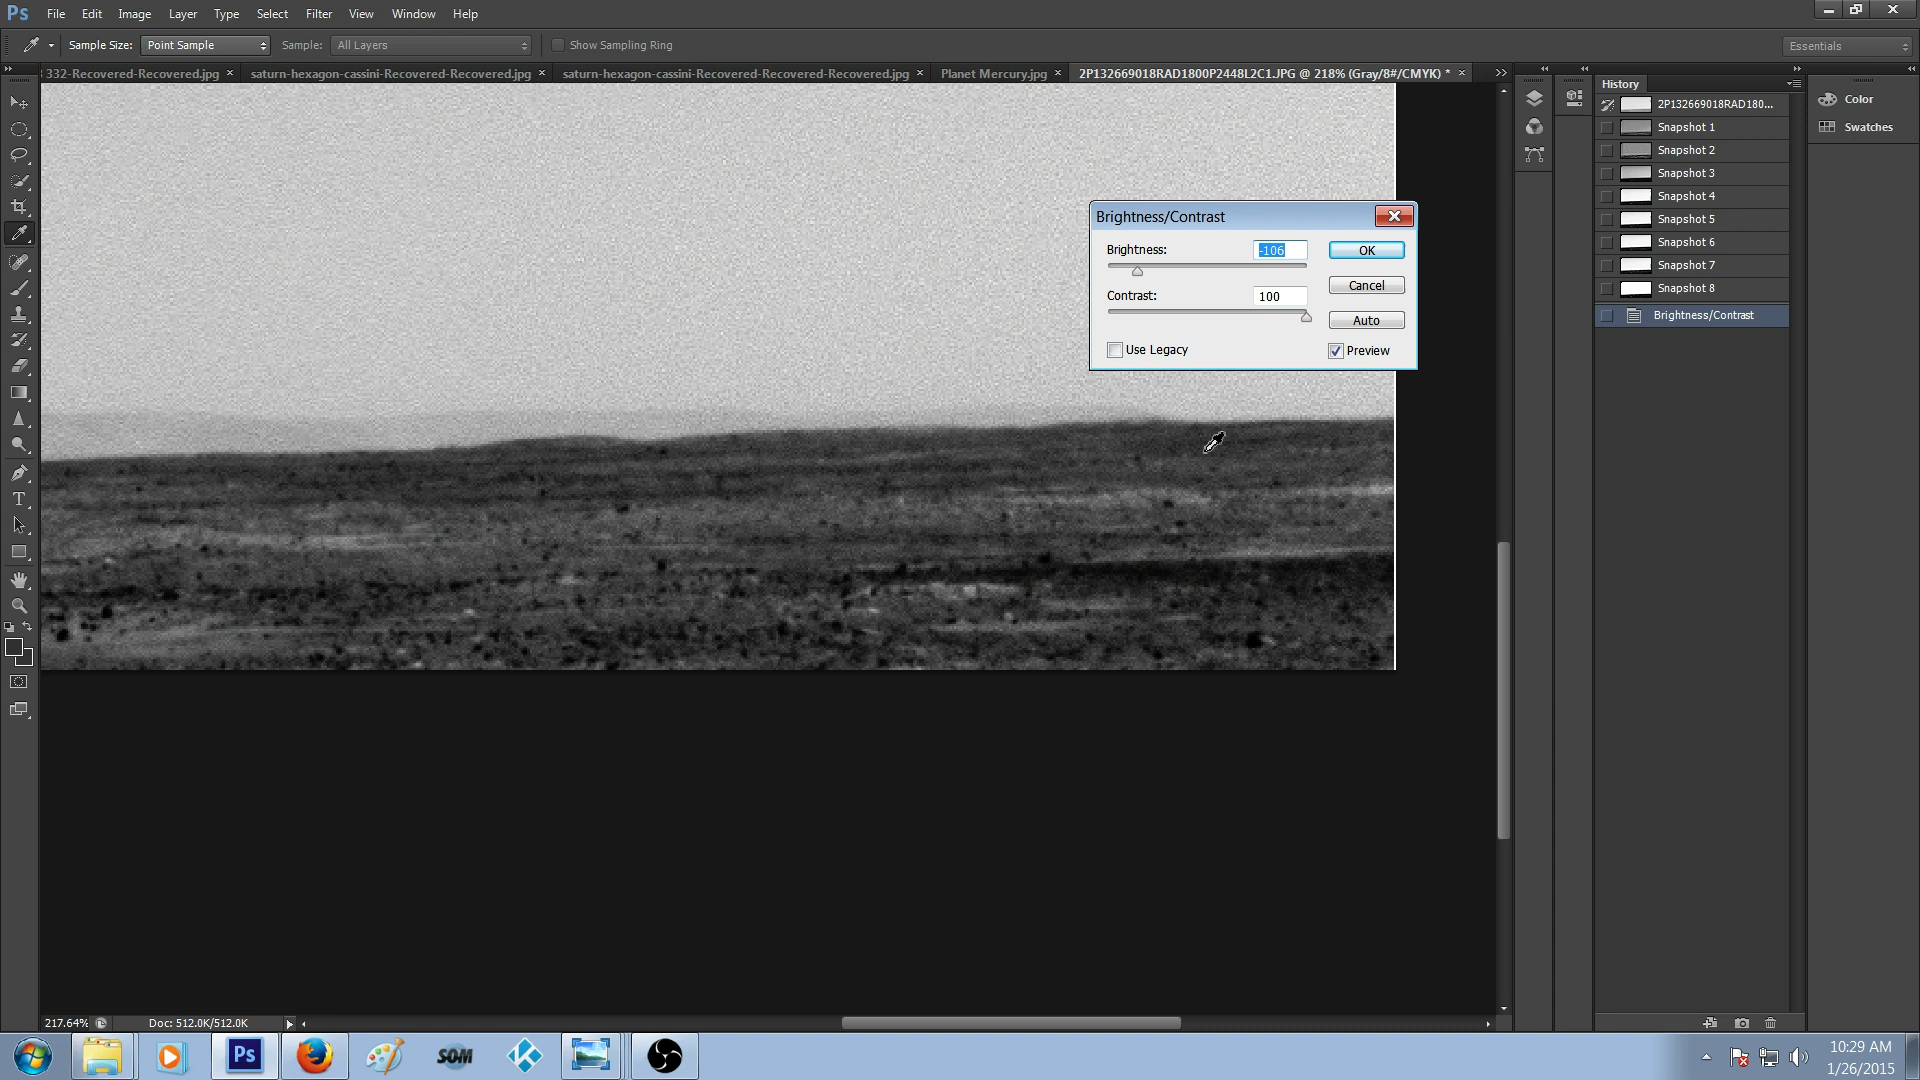 Ps File Edit Image Layer Type Select Filter View Window Help
Sample Size: Point Sample Sample: All Layers Show Sampling Ring Essentials
332-Recovered-Recovered.jpg × saturn-hexagon-cassini-Recovered-Recovered.jpg × saturn-hexagon-cassini-Recovered-Recovered-Recovered.jpg × Planet Mercury.jpg × 2P132669018RAD1800P2448L2C1.JPG @ 218% (Gray/8#/CMYK) * ×
History
2P132669018RAD180...
Snapshot 1
Snapshot 2
Snapshot 3
Snapshot 4
Snapshot 5
Snapshot 6
Snapshot 7
Snapshot 8
Brightness/Contrast
Color
Swatches
Brightness/Contrast
Brightness: -106 OK
Cancel
Contrast: 100
Auto
Use Legacy Preview
T
217.64% Doc: 512.0K/512.0K
Ps SOM
10:29 AM
1/26/2015